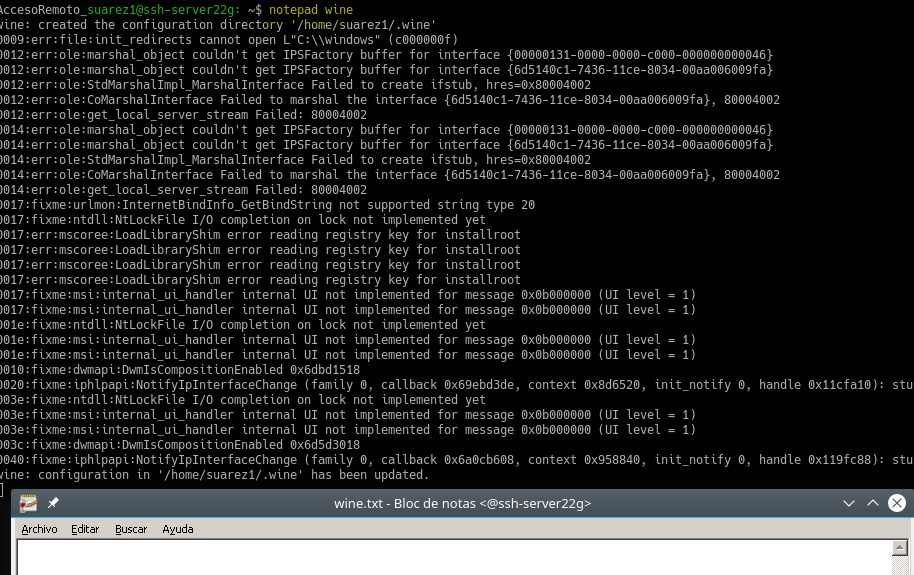 AccesoRemoto_suarez1@ssh-server22g: ~$ notepad wine
wine: created the configuration directory '/home/suarez1/.wine'
0009:err:file:init_redirects cannot open L"C:\\windows" (c000000f)
0012:err:ole:marshal_object couldn't get IPSFactory buffer for interface {00000131-0000-0000-c000-000000000046}
0012:err:ole:marshal_object couldn't get IPSFactory buffer for interface {6d5140c1-7436-11ce-8034-00aa006009fa}
0012:err:ole:StdMarshalImpl_MarshalInterface Failed to create ifstub, hres=0x80004002
0012:err:ole:CoMarshalInterface Failed to marshal the interface {6d5140c1-7436-11ce-8034-00aa006009fa}, 80004002
0012:err:ole:get_local_server_stream Failed: 80004002
0014:err:ole:marshal_object couldn't get IPSFactory buffer for interface {00000131-0000-0000-c000-000000000046}
0014:err:ole:marshal_object couldn't get IPSFactory buffer for interface {6d5140c1-7436-11ce-8034-00aa006009fa}
0014:err:ole:StdMarshalImpl_MarshalInterface Failed to create ifstub, hres=0x80004002
0014:err:ole:CoMarshalInterface Failed to marshal the interface {6d5140c1-7436-11ce-8034-00aa006009fa}, 80004002
0014:err:ole:get_local_server_stream Failed: 80004002
0017:fixme:urlmon:InternetBindInfo_GetBindString not supported string type 20
0017:fixme:ntdll:NtLockFile I/O completion on lock not implemented yet
0017:err:mscoree:LoadLibraryShim error reading registry key for installroot
0017:err:mscoree:LoadLibraryShim error reading registry key for installroot
0017:err:mscoree:LoadLibraryShim error reading registry key for installroot
0017:err:mscoree:LoadLibraryShim error reading registry key for installroot
0017:fixme:msi:internal_ui_handler internal UI not implemented for message 0x0b000000 (UI level = 1)
0017:fixme:msi:internal_ui_handler internal UI not implemented for message 0x0b000000 (UI level = 1)
001e:fixme:ntdll:NtLockFile I/O completion on lock not implemented yet
001e:fixme:msi:internal_ui_handler internal UI not implemented for message 0x0b000000 (UI level = 1)
001e:fixme:msi:internal_ui_handler internal UI not implemented for message 0x0b000000 (UI level = 1)
0010:fixme:dwmapi:DwmIsCompositionEnabled 0x6dbd1518
0020:fixme:iphlpapi:NotifyIpInterfaceChange (family 0, callback 0x69ebd3de, context 0x8d6520, init_notify 0, handle 0x11cfa10): stu
003e:fixme:ntdll:NtLockFile I/O completion on lock not implemented yet
003e:fixme:msi:internal_ui_handler internal UI not implemented for message 0x0b000000 (UI level = 1)
003e:fixme:msi:internal_ui_handler internal UI not implemented for message 0x0b000000 (UI level = 1)
003c:fixme:dwmapi:DwmIsCompositionEnabled 0x6d5d3018
0040:fixme:iphlpapi:NotifyIpInterfaceChange (family 0, callback 0x6a0cb608, context 0x958840, init_notify 0, handle 0x119fc88): stu
wine: configuration in '/home/suarez1/.wine' has been updated.
wine.txt - Bloc de notas <@ssh-server22g>
Archivo Editar Buscar Ayuda